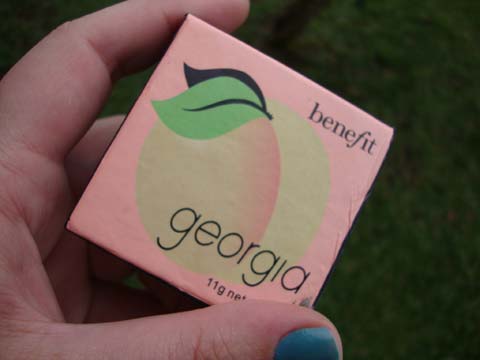 benefit
georgia
11g net